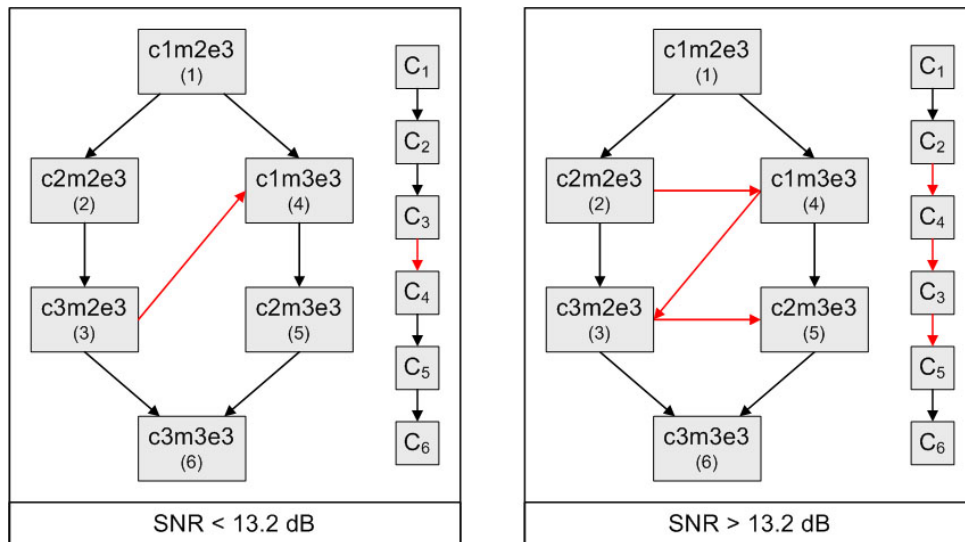 c1m2e3
(1)
c2m2e3
(2)
c1m3e3
(4)
c3m2e3
(3)
c2m3e3
(5)
c3m3e3
(6)
C1
C2
C3
C4
C5
C6
SNR < 13.2 dB
c1m2e3
(1)
c2m2e3
(2)
c1m3e3
(4)
c3m2e3
(3)
c2m3e3
(5)
c3m3e3
(6)
C1
C2
C4
C3
C5
C6
SNR > 13.2 dB